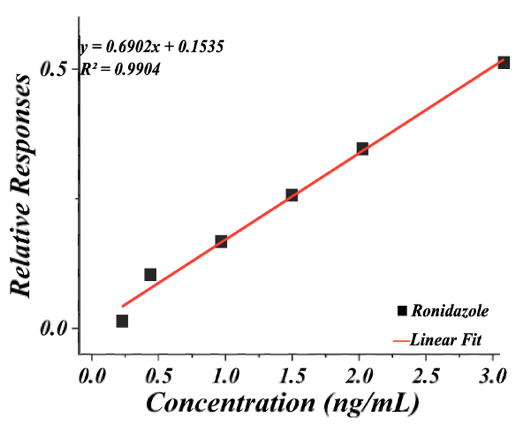 y = 0.6902x + 0.1535
R² = 0.9904
0.5
0.0
Relative Responses
Ronidazole
Linear Fit
0.0 0.5 1.0 1.5 2.0 2.5 3.0
Concentration (ng/mL)